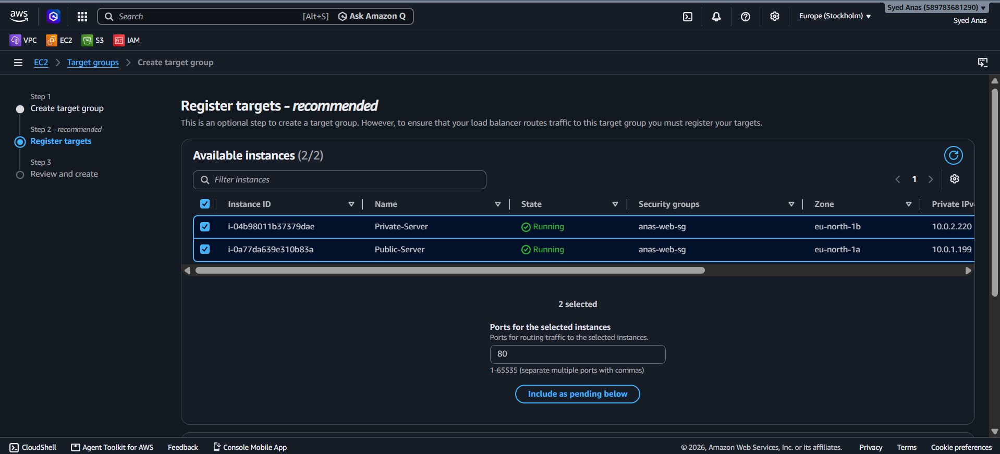 aws
Search [Alt+S] Ask Amazon Q
Europe (Stockholm)
Syed Anas (589783681290)
Syed Anas
VPC EC2 S3 IAM
EC2 Target groups Create target group
Step 1
Create target group
Step 2 - recommended
Register targets
Step 3
Review and create
Register targets - recommended
This is an optional step to create a target group. However, to ensure that your load balancer routes traffic to this target group you must register your targets.
Available instances (2/2)
Filter instances
1
Instance ID Name State Security groups Zone Private IPv4
i-04b98011b37379dae Private-Server Running anas-web-sg eu-north-1b 10.0.2.220
i-0a77da639e310b83a Public-Server Running anas-web-sg eu-north-1a 10.0.1.199
2 selected
Ports for the selected instances
Ports for routing traffic to the selected instances.
80
1-65535 (separate multiple ports with commas)
Include as pending below
CloudShell Agent Toolkit for AWS Feedback Console Mobile App © 2026, Amazon Web Services, Inc. or its affiliates. Privacy Terms Cookie preferences